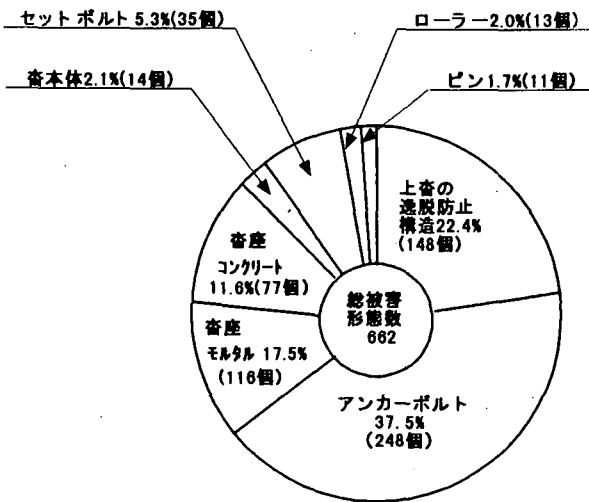 セットボルト 5.3%(35個)
ローラー2.0%(13個)
沓本体2.1%(14個)
ピン1.7%(11個)
上沓の
逸脱防止
構造22.4%
(148個)
沓座
コンクリート
11.6%(77個)
総被害
形態数
662
沓座
モルタル 17.5%
(116個)
アンカーボルト
37.5%
(248個)